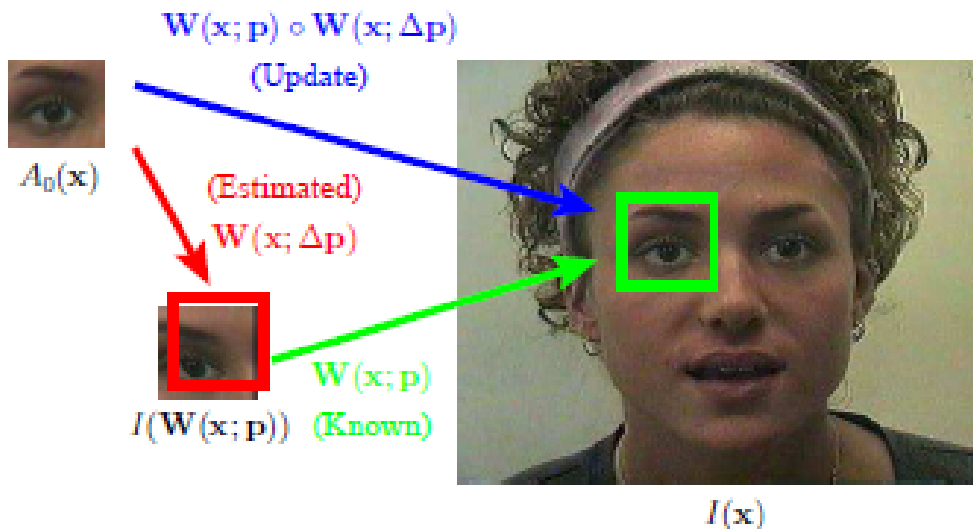 W(x; p) ∘ W(x; Δp)
(Update)
A₀(x)
(Estimated)
W(x; Δp)
W(x; p)
I(W(x; p)) (Known)
I(x)